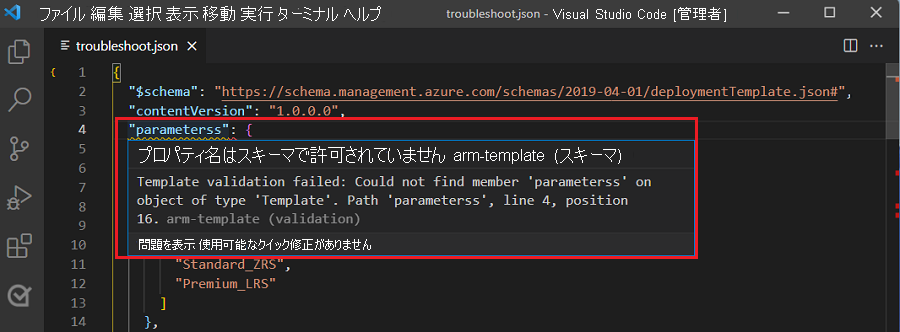 ファイル 編集 選択 表示 移動 実行 ターミナル ヘルプ troubleshoot.json - Visual Studio Code [管理者]
troubleshoot.json
{ 1 {
2 "$schema": "https://schema.management.azure.com/schemas/2019-04-01/deploymentTemplate.json#",
3 "contentVersion": "1.0.0.0",
4 "parameterss": {
5 プロパティ名はスキーマで許可されていません arm-template (スキーマ)
6 Template validation failed: Could not find member 'parameterss' on
7 object of type 'Template'. Path 'parameterss', line 4, position
8
9 16. arm-template (validation)
10 問題を表示 使用可能なクイック修正がありません
11 "Standard_ZRS",
12 "Premium_LRS"
13 ]
14 },